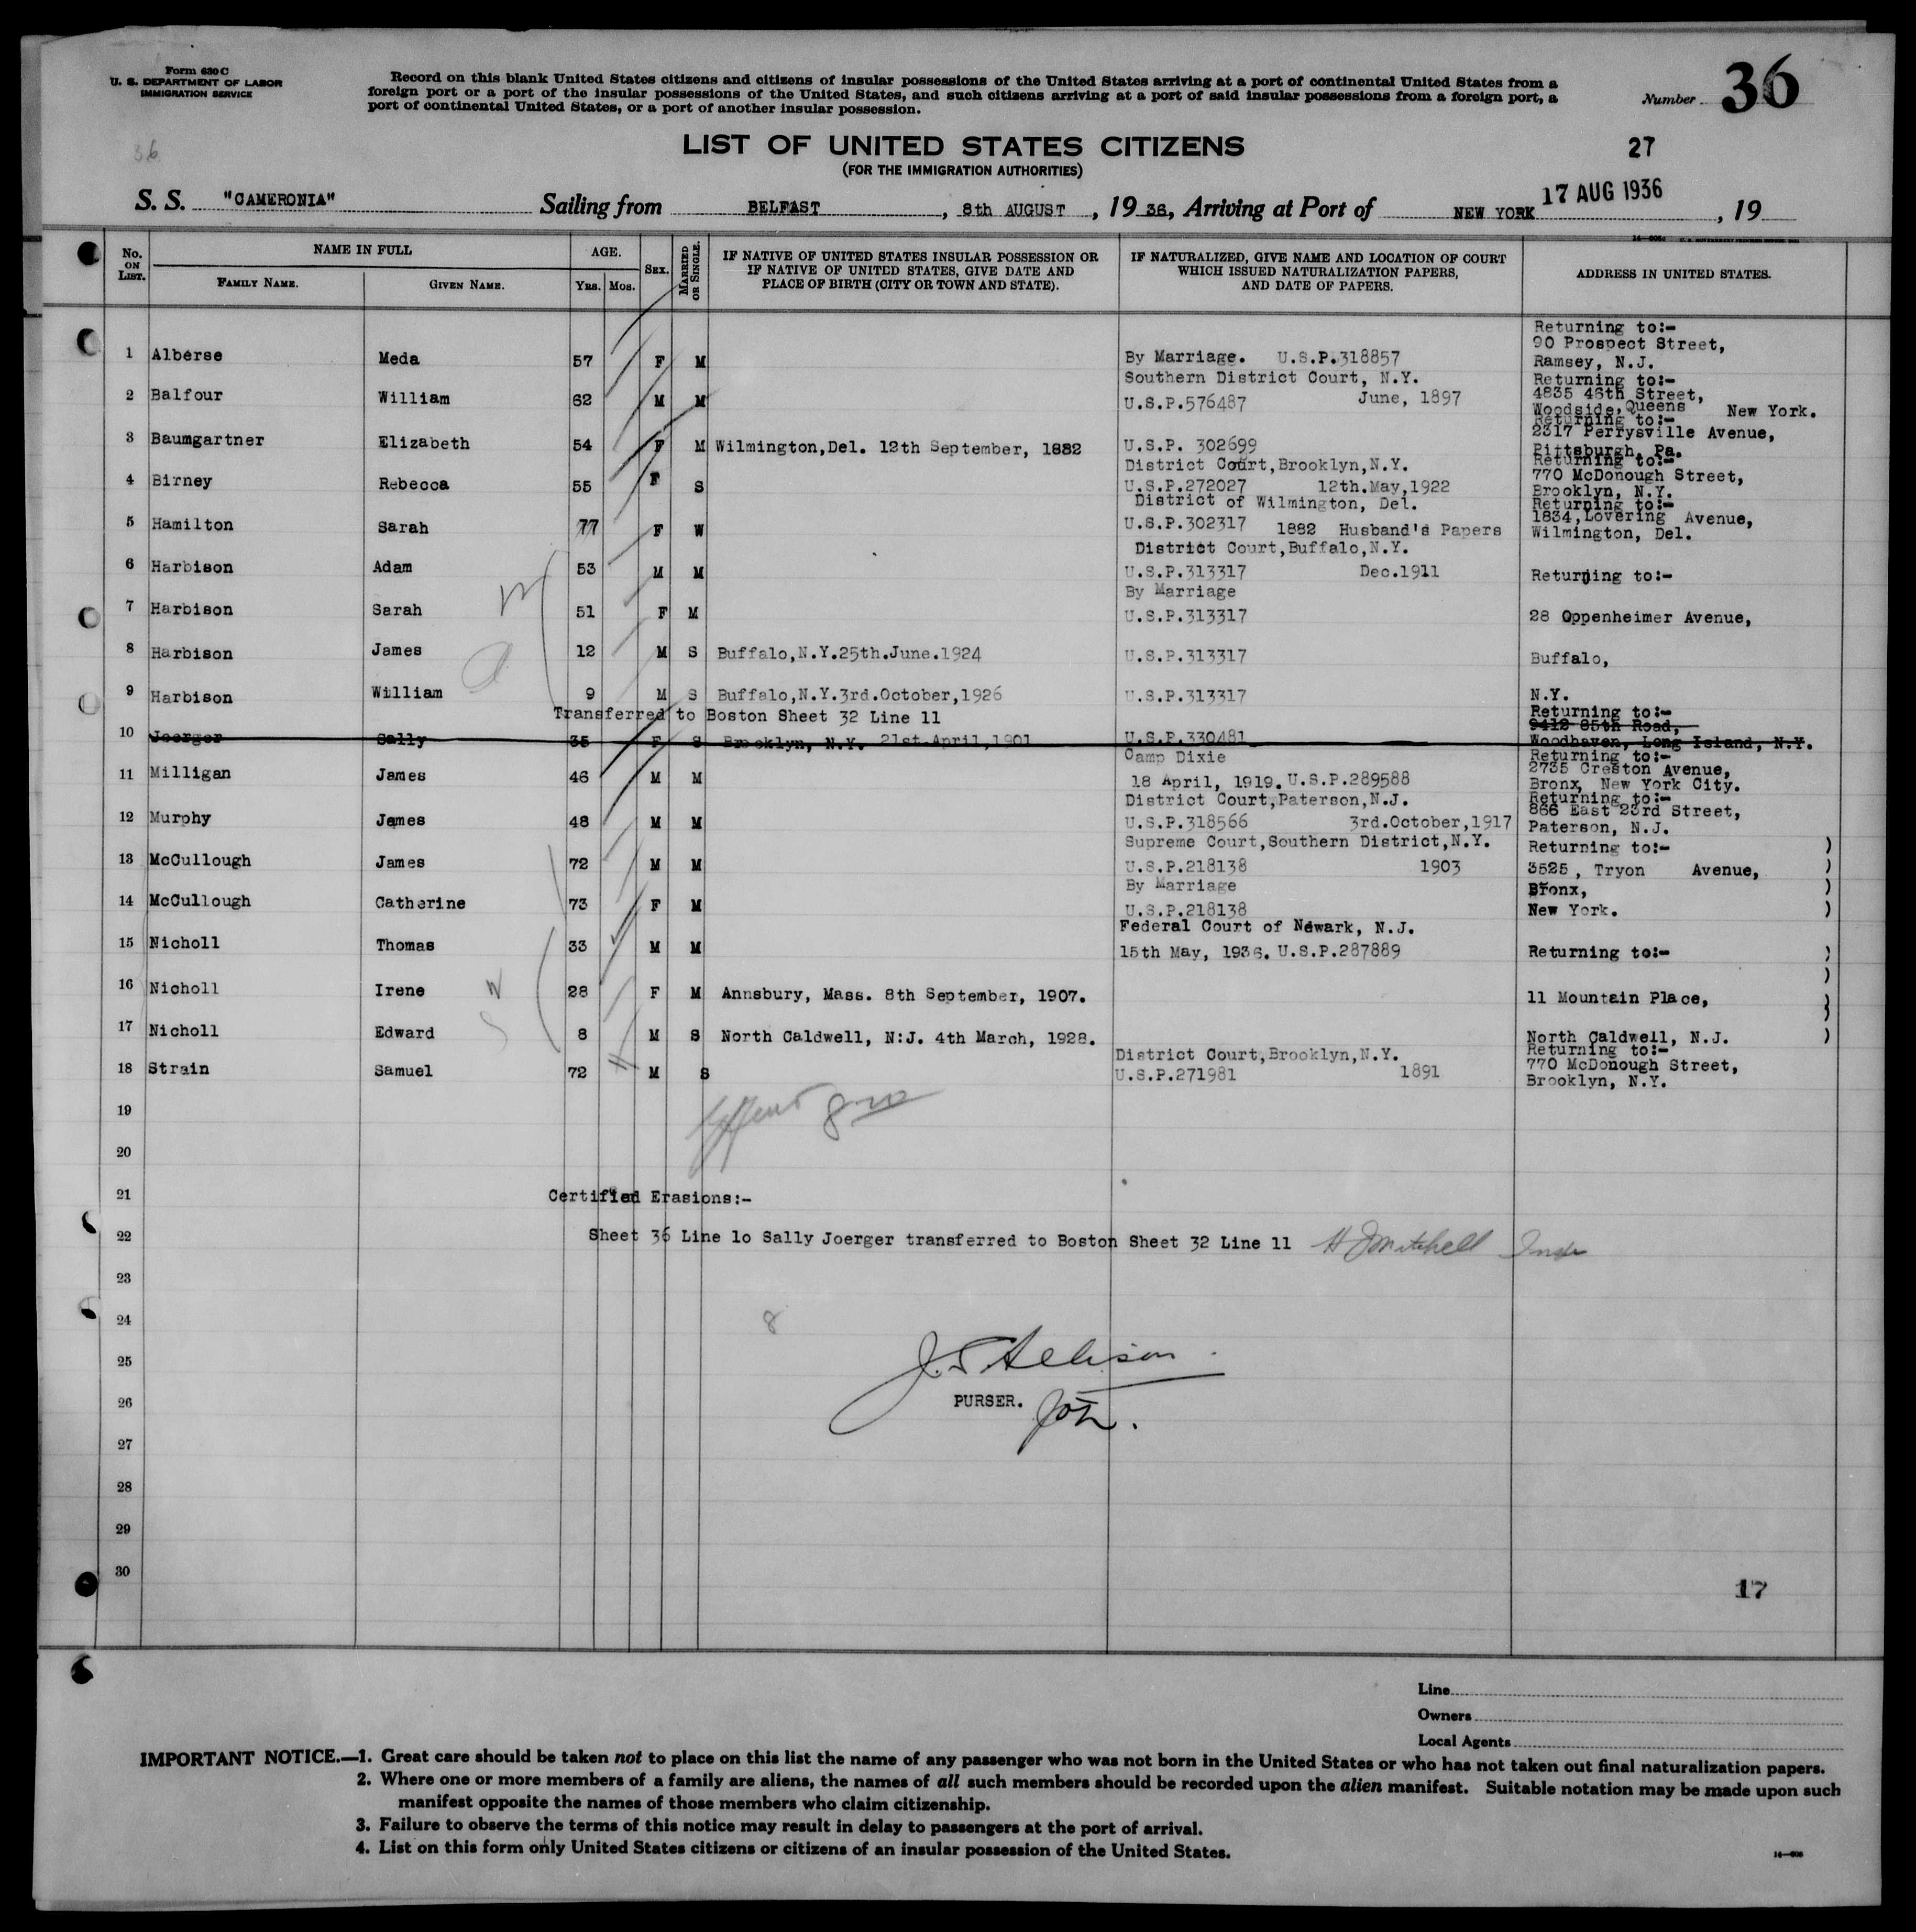 Form 630 C
U. S. DEPARTMENT OF LABOR
IMMIGRATION SERVICE
Record on this blank United States citizens and citizens of insular possessions of the United States arriving at a port of continental United States from a
foreign port or a port of the insular possessions of the United States, and such citizens arriving at a port of said insular possessions from a foreign port, a
port of continental United States, or a port of another insular possession.
Number 36
36
LIST OF UNITED STATES CITIZENS
(FOR THE IMMIGRATION AUTHORITIES)
27
S. S. "CAMERONIA" Sailing from BELFAST, 8th AUGUST, 1936, Arriving at Port of NEW YORK 17 AUG 1936, 19
No. ON LIST. NAME IN FULL AGE. SEX. MARRIED OR SINGLE. IF NATIVE OF UNITED STATES INSULAR POSSESSION OR IF NATIVE OF UNITED STATES, GIVE DATE AND PLACE OF BIRTH (CITY OR TOWN AND STATE). IF NATURALIZED, GIVE NAME AND LOCATION OF COURT WHICH ISSUED NATURALIZATION PAPERS, AND DATE OF PAPERS. ADDRESS IN UNITED STATES.
FAMILY NAME. GIVEN NAME. YRS. MOS.
Returning to:-
90 Prospect Street,
1 Alberse Meda 57 F M By Marriage. U.S.P.318857 Ramsey, N.J.
Southern District Court, N.Y. Returning to:-
2 Balfour William 62 M M U.S.P.576487 June, 1897 4835 46th Street,
Woodside, Queens New York.
Returning to:-
3 Baumgartner Elizabeth 54 F M Wilmington,Del. 12th September, 1882 U.S.P. 302699 2317 Perrysville Avenue,
Pittsburgh, Pa.
District Court,Brooklyn,N.Y. Returning to:-
4 Birney Rebecca 55 F S U.S.P.272027 12th.May,1922 770 McDonough Street,
Brooklyn, N.Y.
District of Wilmington, Del. Returning to:-
5 Hamilton Sarah 77 F W U.S.P.302317 1882 Husband's Papers 1834,Lovering Avenue,
Wilmington, Del.
District Court,Buffalo,N.Y.
6 Harbison Adam 53 M M U.S.P.313317 Dec.1911 Returning to:-
By Marriage
7 Harbison Sarah 51 F M U.S.P.313317 28 Oppenheimer Avenue,
8 Harbison James 12 M S Buffalo,N.Y.25th.June.1924 U.S.P.313317 Buffalo,
9 Harbison William 9 M S Buffalo,N.Y.3rd.October,1926 U.S.P.313317 N.Y.
Transferred to Boston Sheet 32 Line 11 Returning to:-
9412 85th Road,
10 Joerger Sally 35 F S Brooklyn, N.Y. 21st April,1901 U.S.P.330481 Woodhaven, Long Island, N.Y.
Camp Dixie Returning to:-
11 Milligan James 46 M M 18 April, 1919. U.S.P.289588 2735 Creston Avenue,
Bronx, New York City.
District Court,Paterson,N.J. Returning to:-
12 Murphy James 48 M M U.S.P.318566 3rd.October,1917 866 East 23rd Street,
Paterson, N.J.
Supreme Court,Southern District,N.Y. Returning to:- )
13 McCullough James 72 M M U.S.P.218138 1903 3525, Tryon Avenue, )
By Marriage Bronx, )
14 McCullough Catherine 73 F M U.S.P.218138 New York. )
Federal Court of Newark, N.J.
15 Nicholl Thomas 33 M M 15th May, 1936. U.S.P.287889 Returning to:- )
16 Nicholl Irene 28 F M Annsbury, Mass. 8th September, 1907. 11 Mountain Place, )
17 Nicholl Edward 8 M S North Caldwell, N:J. 4th March, 1928. North Caldwell, N.J. )
District Court,Brooklyn,N.Y. Returning to:-
18 Strain Samuel 72 M S U.S.P.271981 1891 770 McDonough Street,
Brooklyn, N.Y.
19
20
21 Certified Erasions:-
22 Sheet 36 Line 1o Sally Joerger transferred to Boston Sheet 32 Line 11 H J Mitchell
23
24 8
25 J. S. Allison
26 PURSER.
27
28
29
30
17
Line
Owners
Local Agents
IMPORTANT NOTICE.—1. Great care should be taken not to place on this list the name of any passenger who was not born in the United States or who has not taken out final naturalization papers.
2. Where one or more members of a family are aliens, the names of all such members should be recorded upon the alien manifest. Suitable notation may be made upon such
manifest opposite the names of those members who claim citizenship.
3. Failure to observe the terms of this notice may result in delay to passengers at the port of arrival.
4. List on this form only United States citizens or citizens of an insular possession of the United States.